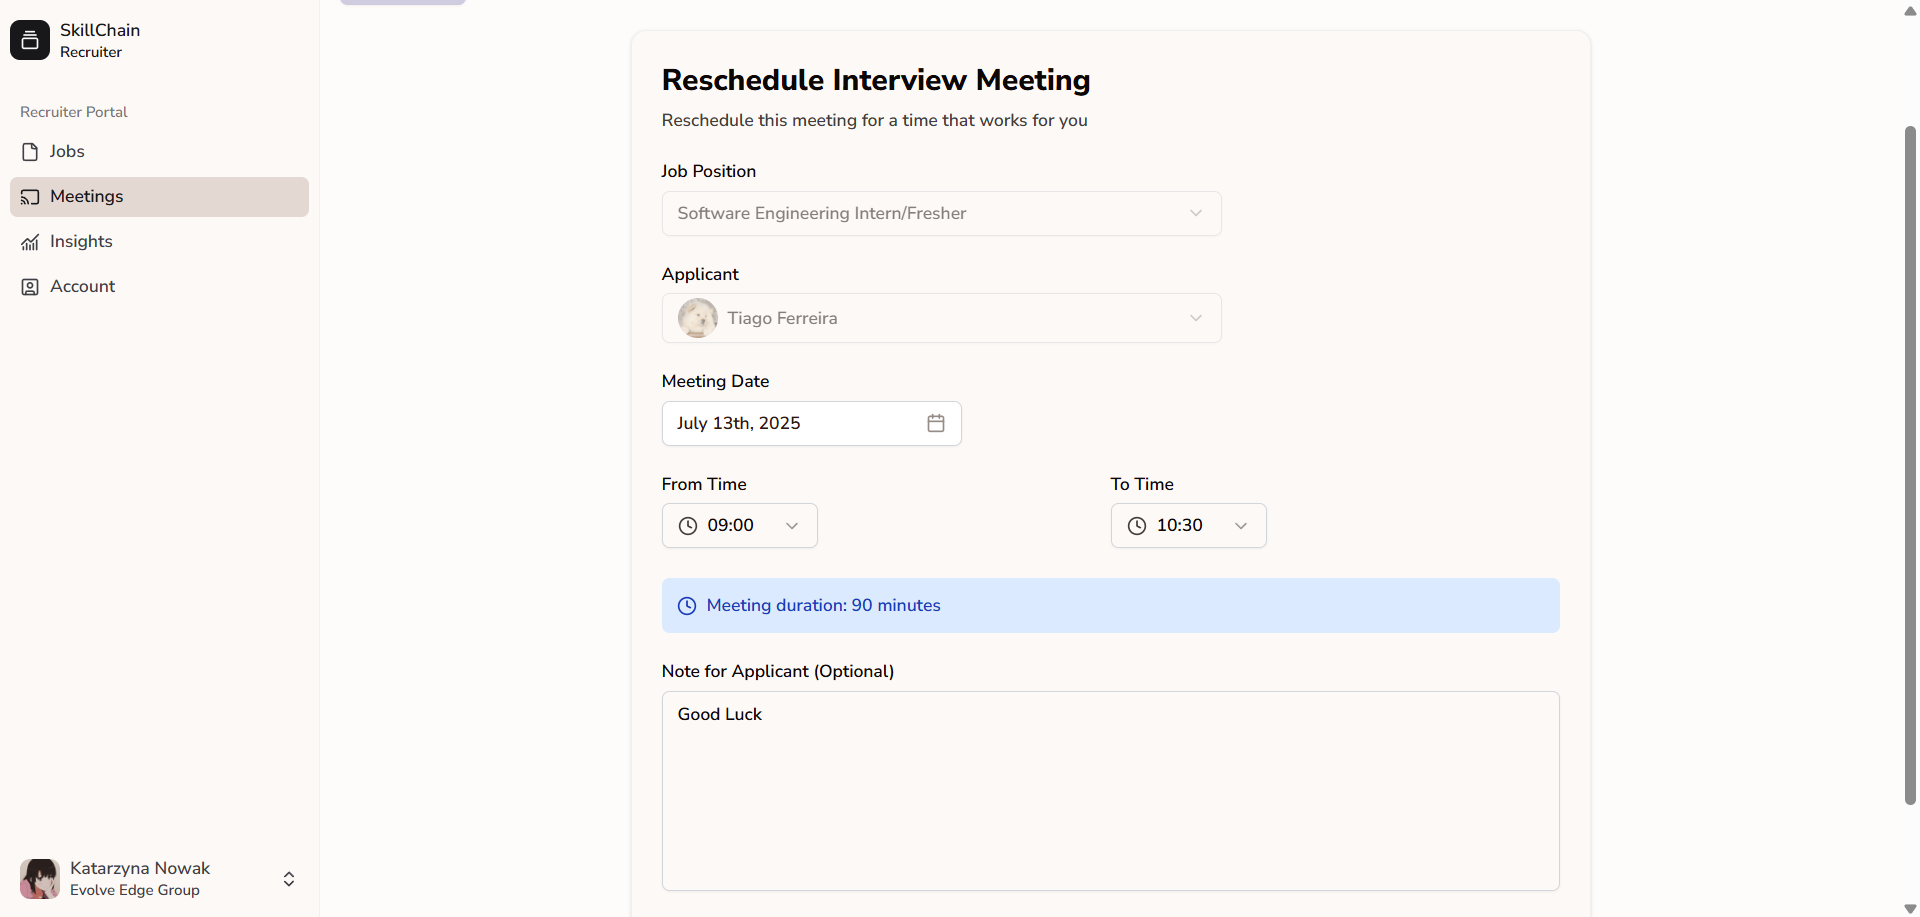 SkillChain
Recruiter
Recruiter Portal
Jobs
Meetings
Insights
Account
Katarzyna Nowak
Evolve Edge Group
Reschedule Interview Meeting
Reschedule this meeting for a time that works for you
Job Position
Software Engineering Intern/Fresher
Applicant
Tiago Ferreira
Meeting Date
July 13th, 2025
From Time
To Time
09:00
10:30
Meeting duration: 90 minutes
Note for Applicant (Optional)
Good Luck